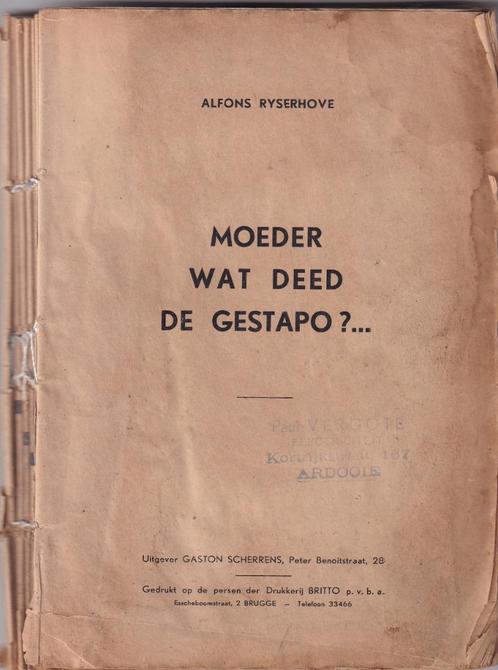 ALFONS RYSERHOVE
MOEDER
WAT DEED
DE GESTAPO ?...
Paul VERGOTE
ELECTRICITEIT
187
ARDOOIE
Uitgever GASTON SCHERRENS, Peter Benoitstraat, 28
Gedrukt op de persen der Drukkerij BRITTO p. v. b. a.
Esscheboomstraat, 2 BRUGGE – Telefoon 33466